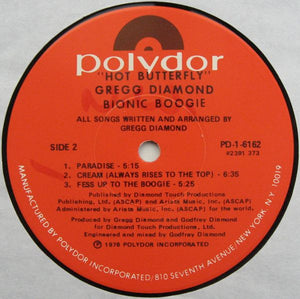 polydor
"HOT BUTTERFLY"
GREGG DIAMOND
BIONIC BOOGIE
ALL SONGS WRITTEN AND ARRANGED BY
GREGG DIAMOND
SIDE 2
PD-1-6162
#2391 373
1. PARADISE - 5:15
2. CREAM (ALWAYS RISES TO THE TOP) - 6:35
3. FESS UP TO THE BOOGIE - 5:25
Published by Diamond Touch Productions
Publishing, Ltd. (ASCAP) and Arista Music, Inc. (ASCAP)
Administered by Arista Music, Inc. (ASCAP) for the
world.
Produced by Gregg Diamond and Godfrey Diamond
for Diamond Touch Productions, Ltd.
Engineered and mixed by Godfrey Diamond
℗ 1978 POLYDOR INCORPORATED
MANUFACTURED BY POLYDOR INCORPORATED/810 SEVENTH AVENUE/NEW YORK, N.Y. 10019